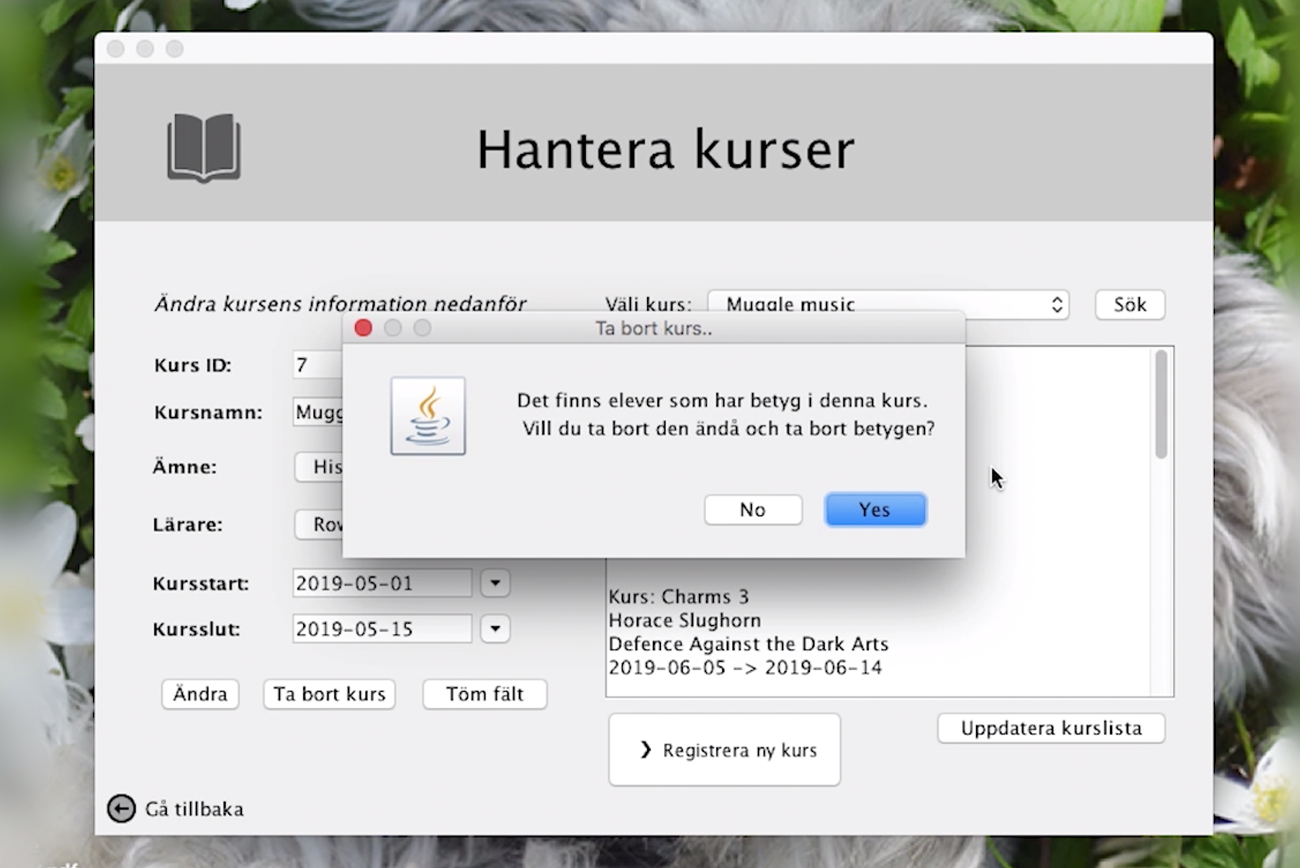 Hantera kurser
Ändra kursens information nedanför
Välj kurs: Muggle music
Sök
Ta bort kurs..
Det finns elever som har betyg i denna kurs.
Vill du ta bort den ändå och ta bort betygen?
No
Yes
Kurs ID: 7
Kursnamn: Mugg
Ämne: His
Lärare: Row
Kursstart: 2019-05-01
Kursslut: 2019-05-15
Ändra
Ta bort kurs
Töm fält
Kurs: Charms 3
Horace Slughorn
Defence Against the Dark Arts
2019-06-05 -> 2019-06-14
❯ Registrera ny kurs
Uppdatera kurslista
Gå tillbaka